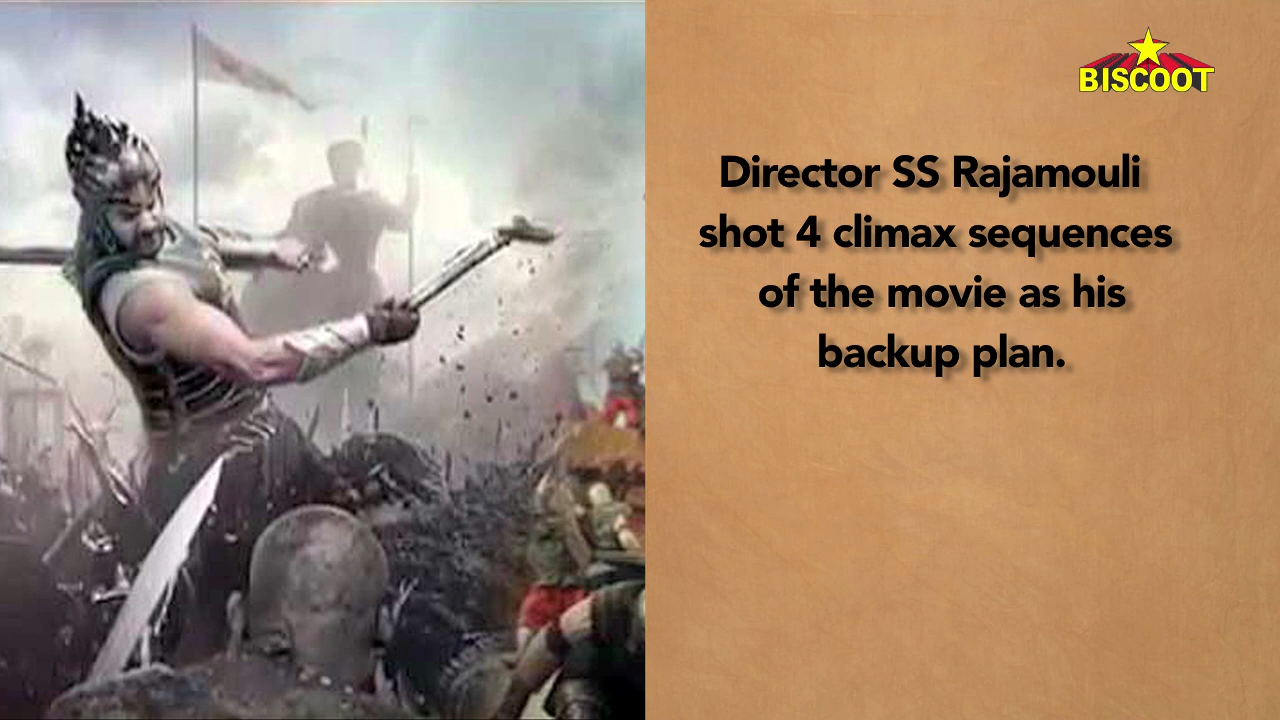 BISCOOT
Director SS Rajamouli
shot 4 climax sequences
of the movie as his
backup plan.